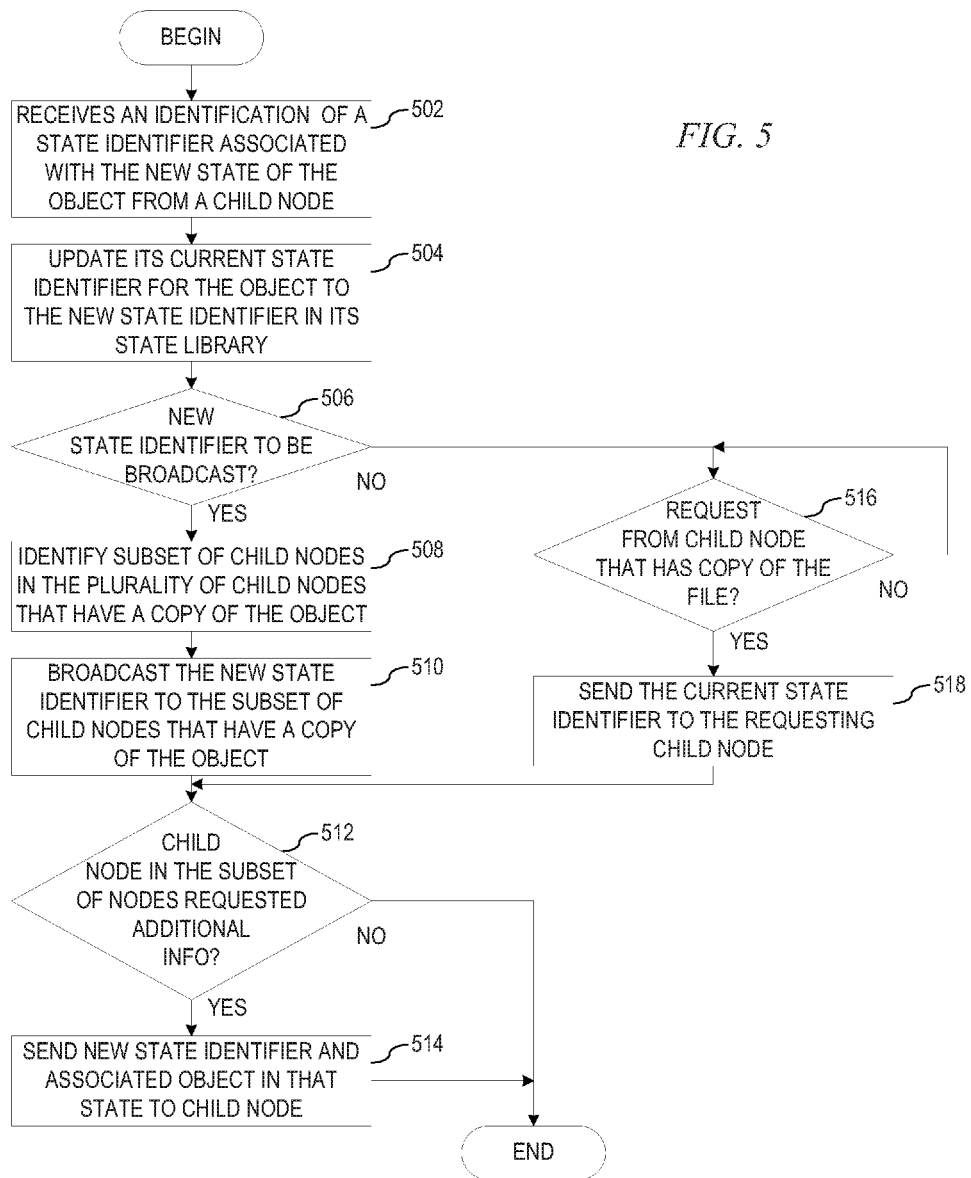 BEGIN
RECEIVES AN IDENTIFICATION OF A
STATE IDENTIFIER ASSOCIATED
WITH THE NEW STATE OF THE
OBJECT FROM A CHILD NODE
502
FIG. 5
UPDATE ITS CURRENT STATE
IDENTIFIER FOR THE OBJECT TO
THE NEW STATE IDENTIFIER IN ITS
STATE LIBRARY
504
NEW
STATE IDENTIFIER TO BE
BROADCAST?
506
NO
YES
IDENTIFY SUBSET OF CHILD NODES
IN THE PLURALITY OF CHILD NODES
THAT HAVE A COPY OF THE OBJECT
508
REQUEST
FROM CHILD NODE
THAT HAS COPY OF THE
FILE?
516
NO
YES
BROADCAST THE NEW STATE
IDENTIFIER TO THE SUBSET OF
CHILD NODES THAT HAVE A COPY
OF THE OBJECT
510
SEND THE CURRENT STATE
IDENTIFIER TO THE REQUESTING
CHILD NODE
518
CHILD
NODE IN THE SUBSET
OF NODES REQUESTED
ADDITIONAL
INFO?
512
NO
YES
SEND NEW STATE IDENTIFIER AND
ASSOCIATED OBJECT IN THAT
STATE TO CHILD NODE
514
END